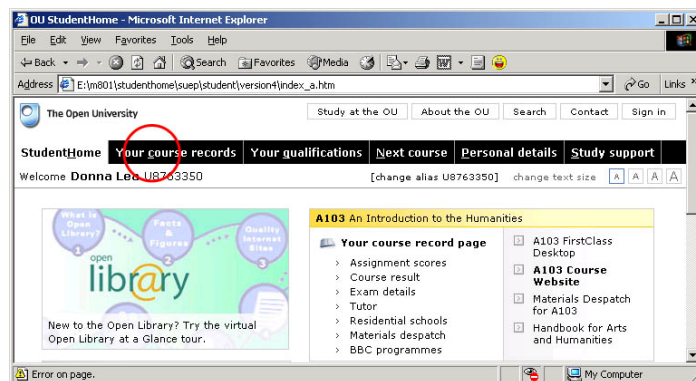 OU StudentHome - Microsoft Internet Explorer
File Edit View Favorites Tools Help
Back Search Favorites Media
Address E:\m801\studenthome\suep\student\version4\index_a.htm Go Links »
The Open University Study at the OU About the OU Search Contact Sign in
StudentHome Your course records Your qualifications Next course Personal details Study support
Welcome Donna Lea U8763350 [change alias U8763350] change text size A A A A
What is Open Library? 1
Facts & Figures 2
Quality Internet Sites 3
open
libr@ry
New to the Open Library? Try the virtual
Open Library at a Glance tour.
A103 An Introduction to the Humanities
Your course record page
› Assignment scores
› Course result
› Exam details
› Tutor
› Residential schools
› Materials despatch
› BBC programmes
A103 FirstClass
Desktop
A103 Course
Website
Materials Despatch
for A103
Handbook for Arts
and Humanities
Error on page. My Computer